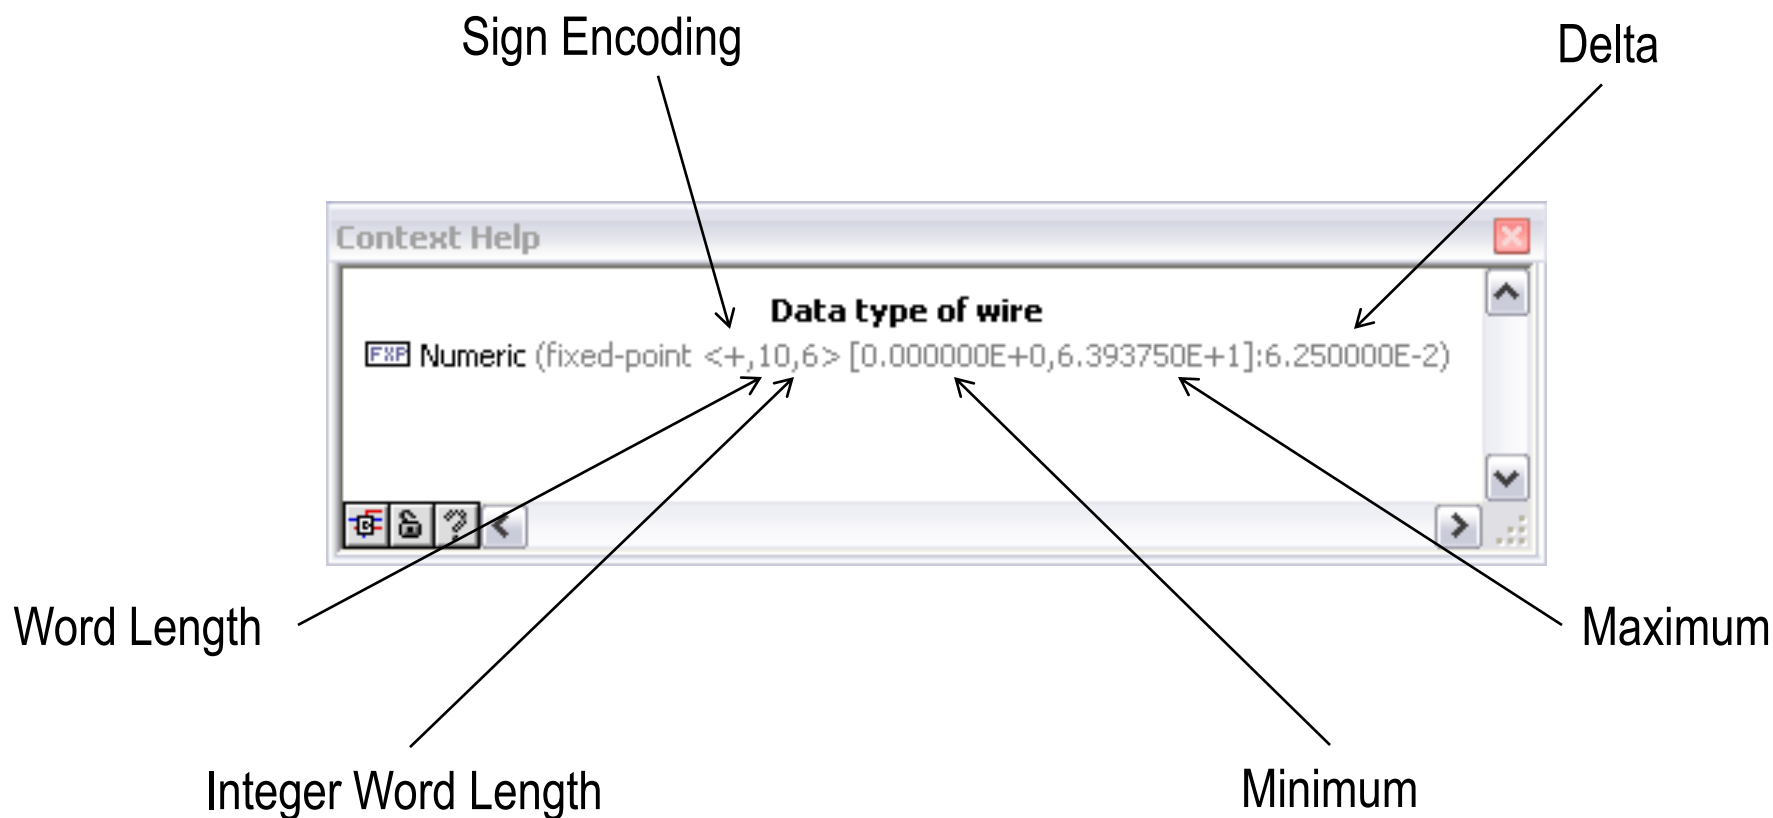 Sign Encoding
Delta
Context Help
Data type of wire
FXP Numeric (fixed-point <+,10,6> [0.000000E+0,6.393750E+1]:6.250000E-2)
Word Length
Maximum
Integer Word Length
Minimum